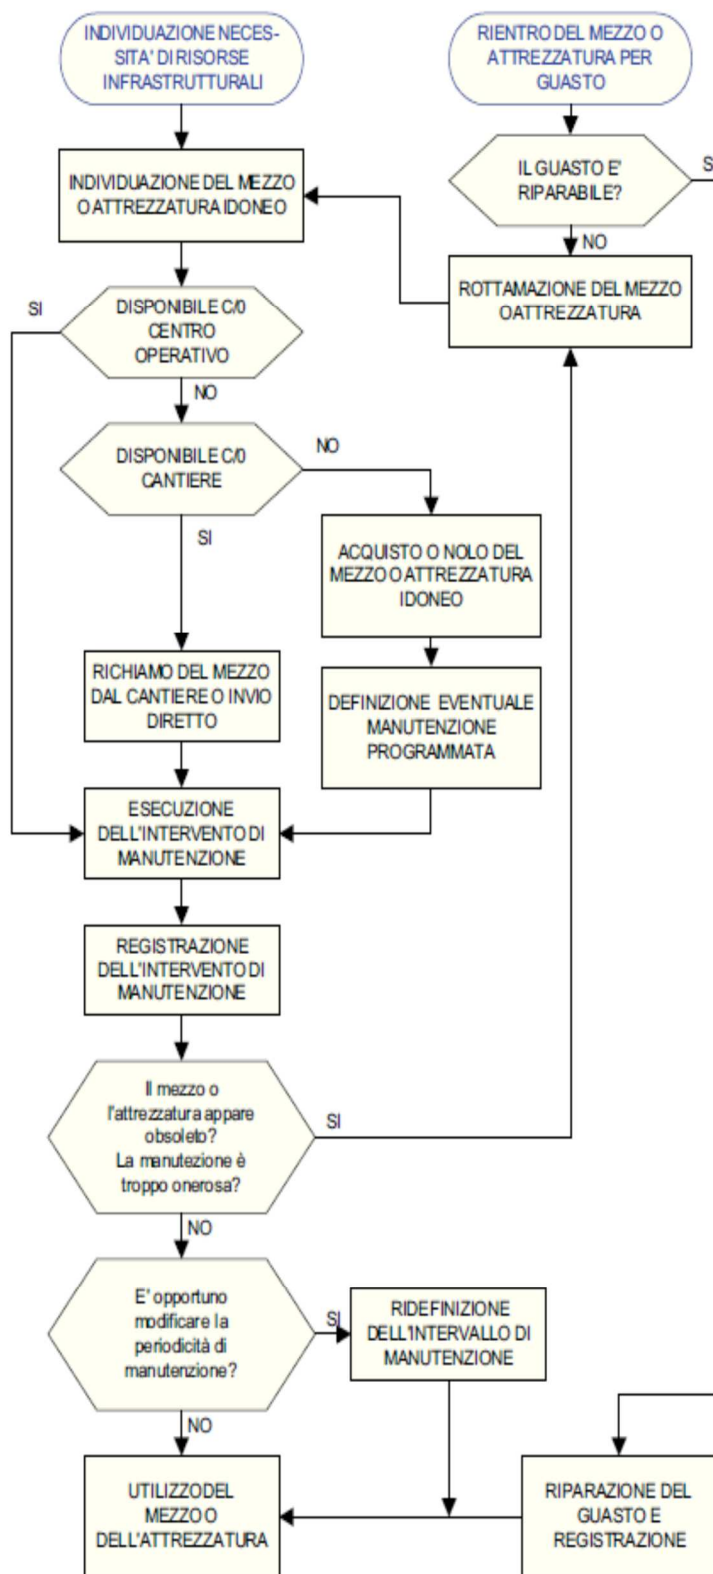 INDIVIDUAZIONE NECES-
SITA' DI RISORSE
INFRASTRUTTURALI
RIENTRO DEL MEZZO O
ATTREZZATURA PER
GUASTO
INDIVIDUAZIONE DEL MEZZO
O ATTREZZATURA IDONEO
IL GUASTO E'
RIPARABILE?
S
NO
ROTTAMAZIONE DEL MEZZO
O ATTREZZATURA
SI
DISPONIBILE C/0
CENTRO
OPERATIVO
NO
DISPONIBILE C/0
CANTIERE
NO
SI
ACQUISTO O NOLO DEL
MEZZO O ATTREZZATURA
IDONEO
RICHIAMO DEL MEZZO
DAL CANTIERE O INVIO
DIRETTO
DEFINIZIONE EVENTUALE
MANUTENZIONE
PROGRAMMATA
ESECUZIONE
DELL'INTERVENTO DI
MANUTENZIONE
REGISTRAZIONE
DELL'INTERVENTO DI
MANUTENZIONE
Il mezzo o
l'attrezzatura appare
obsoleto?
La manutezione è
troppo onerosa?
SI
NO
E' opportuno
modificare la
periodicità di
manutenzione?
SI
RIDEFINIZIONE
DELL'INTERVALLO DI
MANUTENZIONE
NO
UTILIZZO DEL
MEZZO O
DELL'ATTREZZATURA
RIPARAZIONE DEL
GUASTO E
REGISTRAZIONE